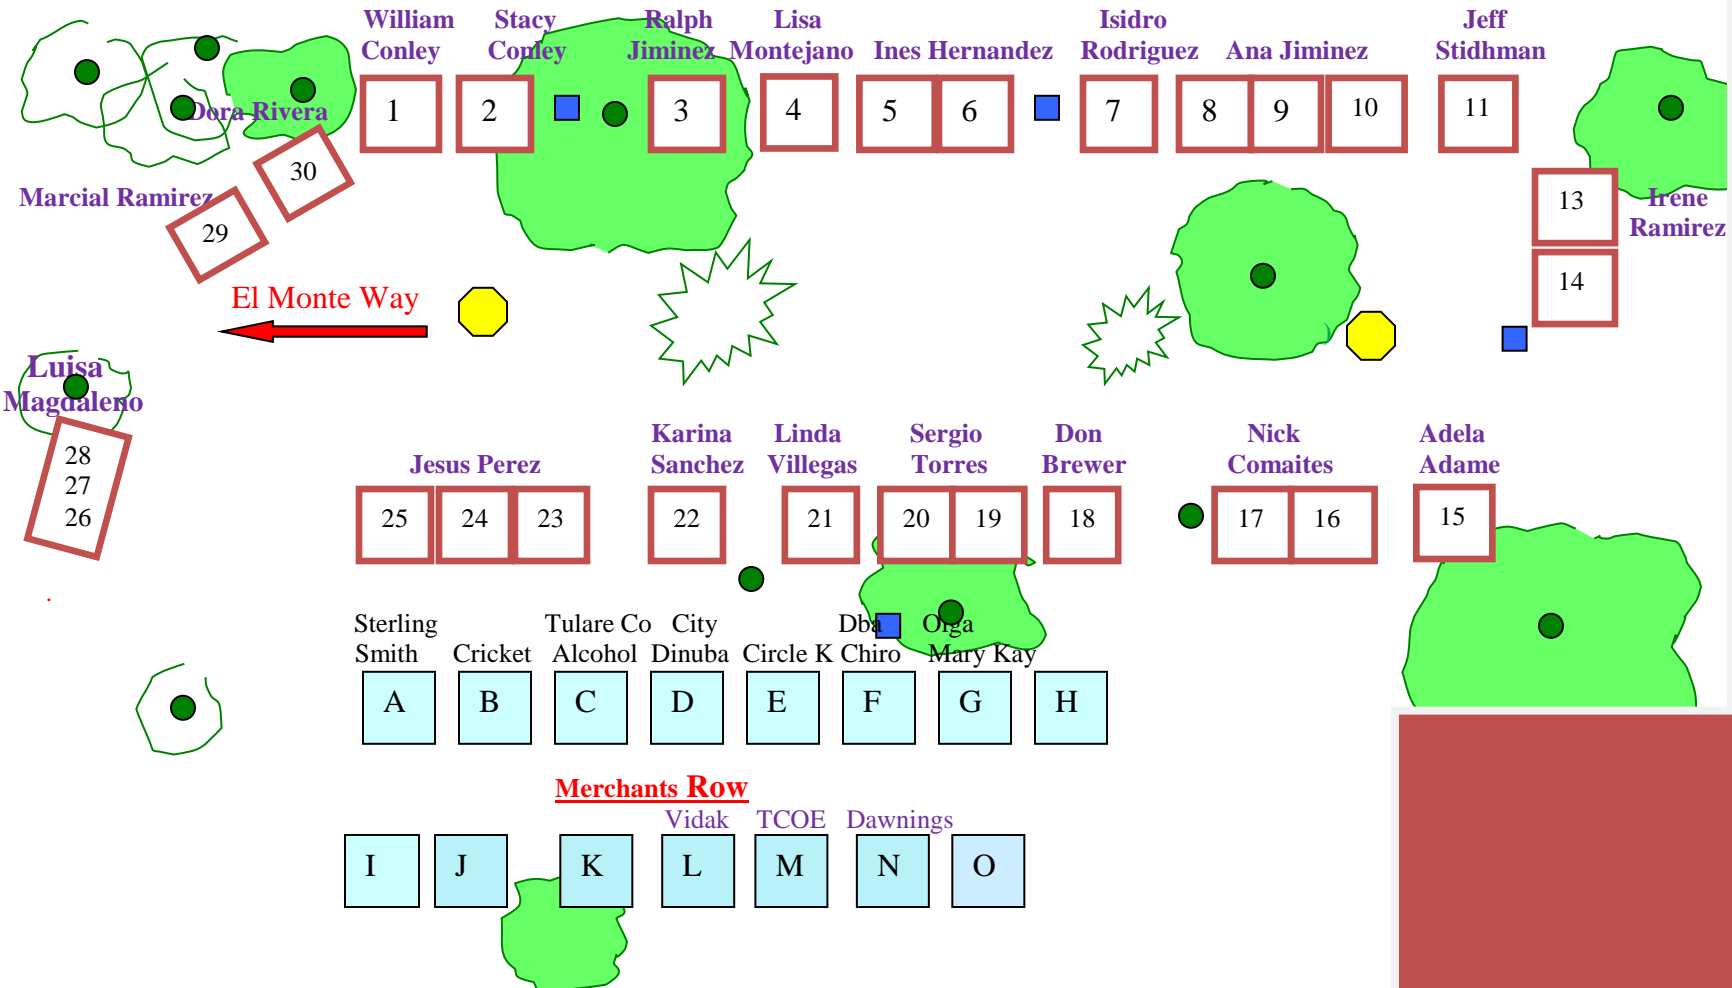 William Stacy Ralph Lisa Isidro Jeff
Conley Conley Jiminez Montejano Ines Hernandez Rodriguez Ana Jiminez Stidhman
1 2 3 4 5 6 7 8 9 10 11
Dora Rivera
30
Marcial Ramirez
29
13 Irene
Ramirez
14
El Monte Way
Luisa
Magdaleno
28
27
26
Karina Linda Sergio Don Nick Adela
Jesus Perez Sanchez Villegas Torres Brewer Comaites Adame
25 24 23 22 21 20 19 18 17 16 15
Sterling Tulare Co City Dba Olga
Smith Cricket Alcohol Dinuba Circle K Chiro Mary Kay
A B C D E F G H
Merchants Row
Vidak TCOE Dawnings
I J K L M N O